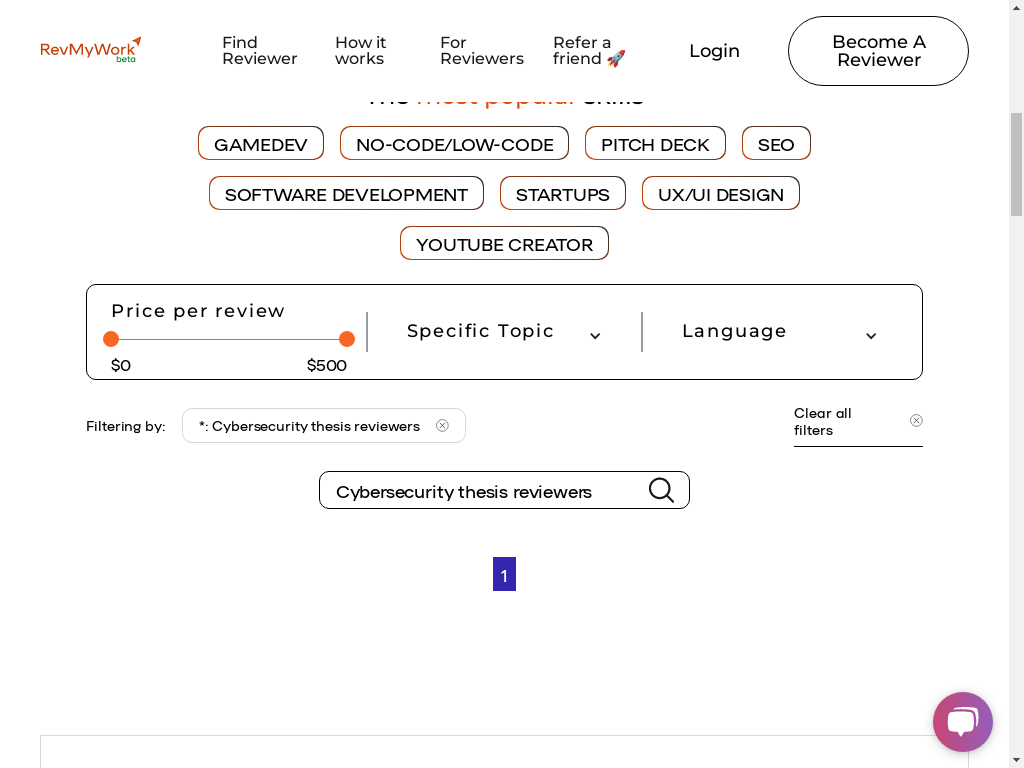 RevMyWork
beta
Find
Reviewer
How it
works
For
Reviewers
Refer a
friend 🚀
Login
Become A
Reviewer
The most popular skills
GAMEDEV
NO-CODE/LOW-CODE
PITCH DECK
SEO
SOFTWARE DEVELOPMENT
STARTUPS
UX/UI DESIGN
YOUTUBE CREATOR
Price per review
$0
$500
Specific Topic
Language
Filtering by:
*: Cybersecurity thesis reviewers
Clear all
filters
Cybersecurity thesis reviewers
1